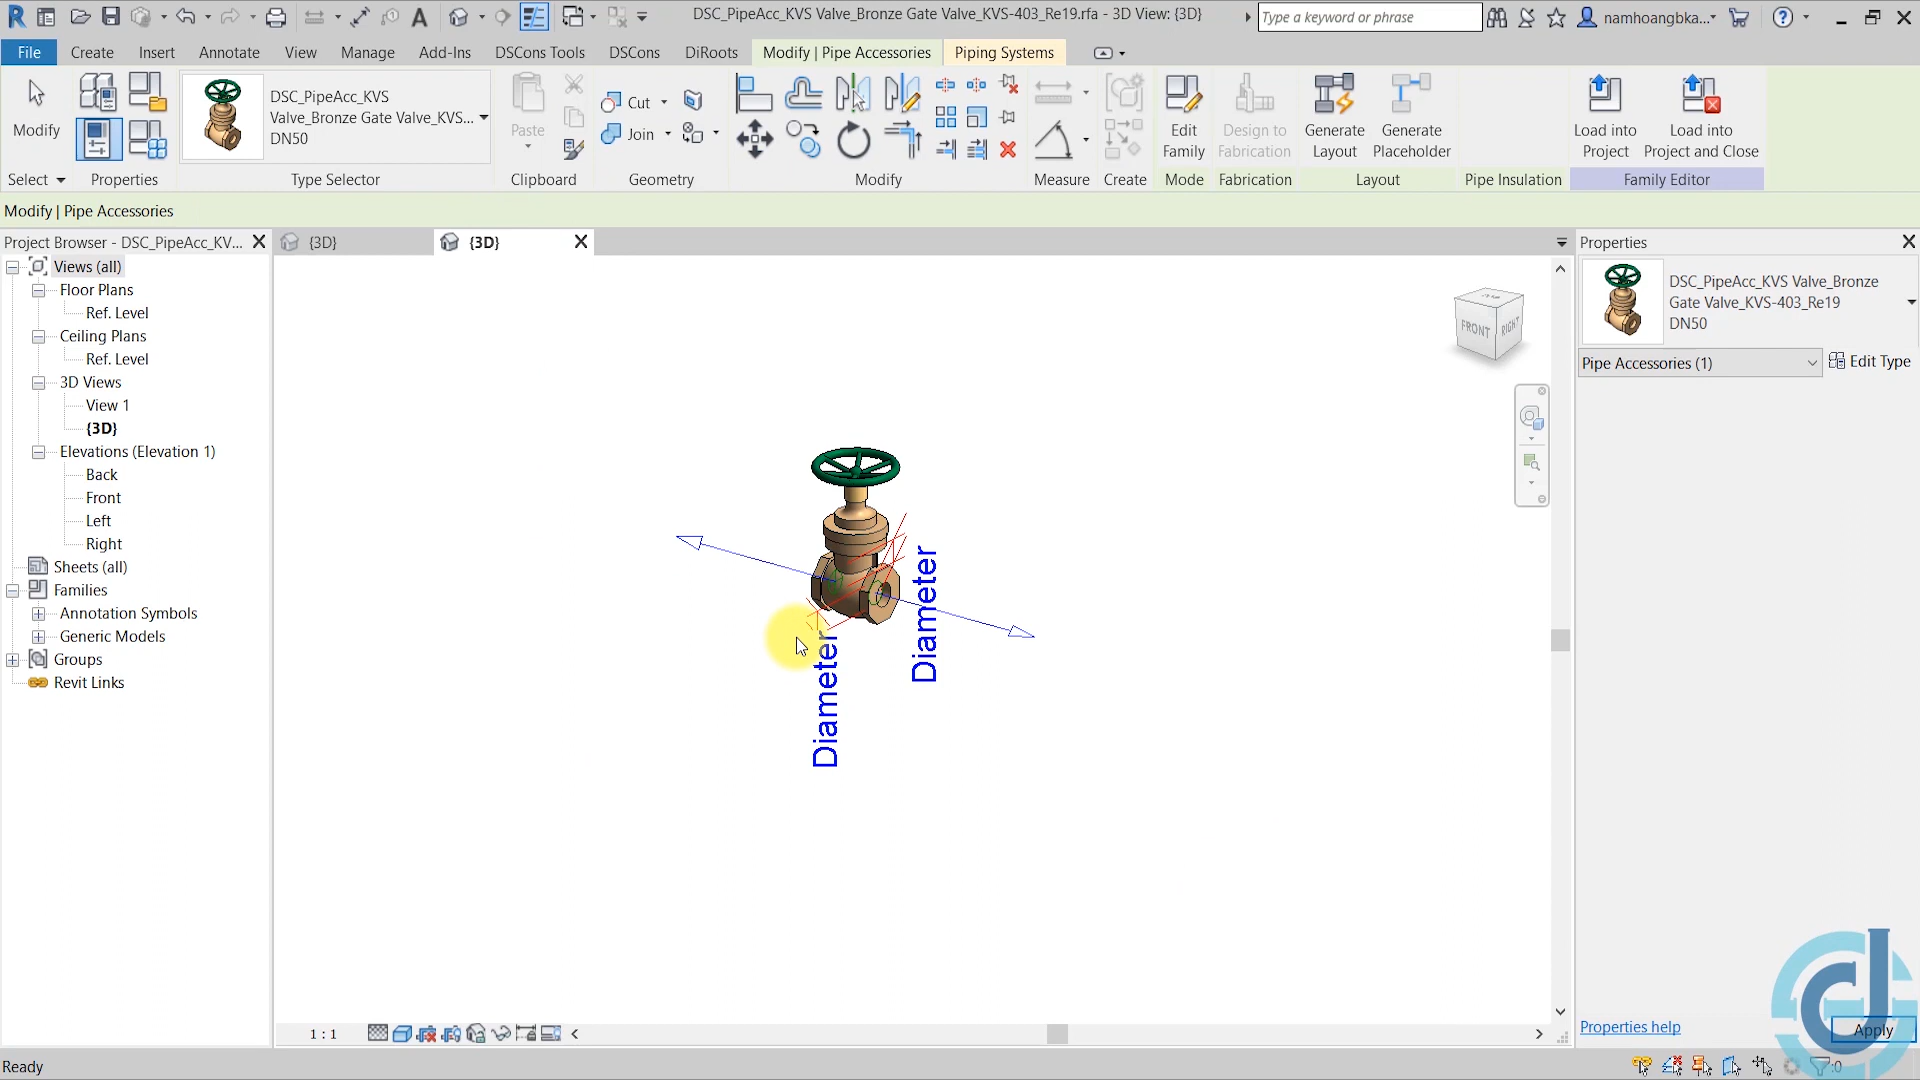 DSC_PipeAcc_KVS Valve_Bronze Gate Valve_KVS-403_Re19.rfa - 3D View: {3D}
Type a keyword or phrase
namhoangbka...
File
Create
Insert
Annotate
View
Manage
Add-Ins
DSCons Tools
DSCons
DiRoots
Modify | Pipe Accessories
Piping Systems
Modify
DSC_PipeAcc_KVS
Valve_Bronze Gate Valve_KVS...
DN50
Paste
Cut
Join
Edit
Family
Design to
Fabrication
Generate
Layout
Generate
Placeholder
Load into
Project
Load into
Project and Close
Select
Properties
Type Selector
Clipboard
Geometry
Modify
Measure
Create
Mode
Fabrication
Layout
Pipe Insulation
Family Editor
Modify | Pipe Accessories
Project Browser - DSC_PipeAcc_KV...
{3D}
{3D}
Properties
Views (all)
Floor Plans
Ref. Level
Ceiling Plans
Ref. Level
3D Views
View 1
{3D}
Elevations (Elevation 1)
Back
Front
Left
Right
Sheets (all)
Families
Annotation Symbols
Generic Models
Groups
Revit Links
FRONT
RIGHT
Diameter
Diameter
DSC_PipeAcc_KVS Valve_Bronze
Gate Valve_KVS-403_Re19
DN50
Pipe Accessories (1)
Edit Type
1 : 1
Properties help
Apply
Ready
:0